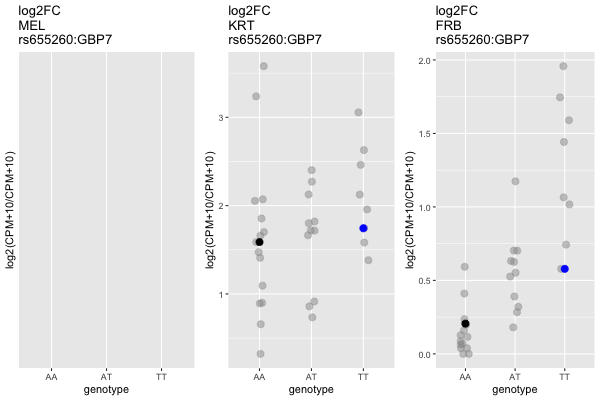 log2FC
MEL
rs655260:GBP7
log2(CPM+10/CPM+10)
AA AT TT
genotype
log2FC
KRT
rs655260:GBP7
log2(CPM+10/CPM+10)
3
2
1
AA AT TT
genotype
log2FC
FRB
rs655260:GBP7
log2(CPM+10/CPM+10)
2.0
1.5
1.0
0.5
0.0
AA AT TT
genotype